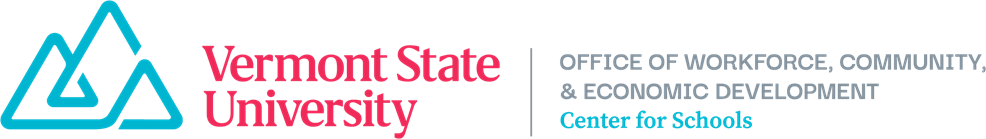 Vermont State
University
OFFICE OF WORKFORCE, COMMUNITY,
& ECONOMIC DEVELOPMENT
Center for Schools